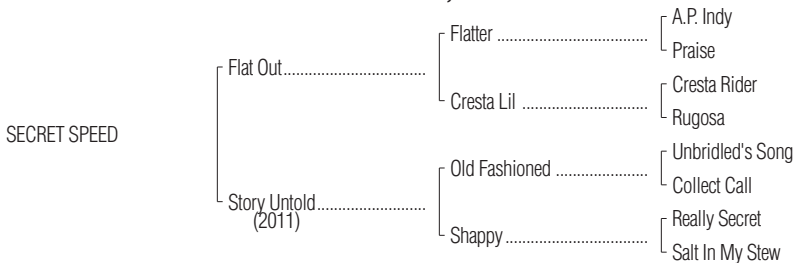 A.P. Indy
Flatter ..........................................
Praise
Flat Out.......................................
Cresta Rider
Cresta Lil ...................................
Rugosa
SECRET SPEED
Unbridled's Song
Old Fashioned .........................
Collect Call
Story Untold..............................
(2011)
Really Secret
Shappy........................................
Salt In My Stew